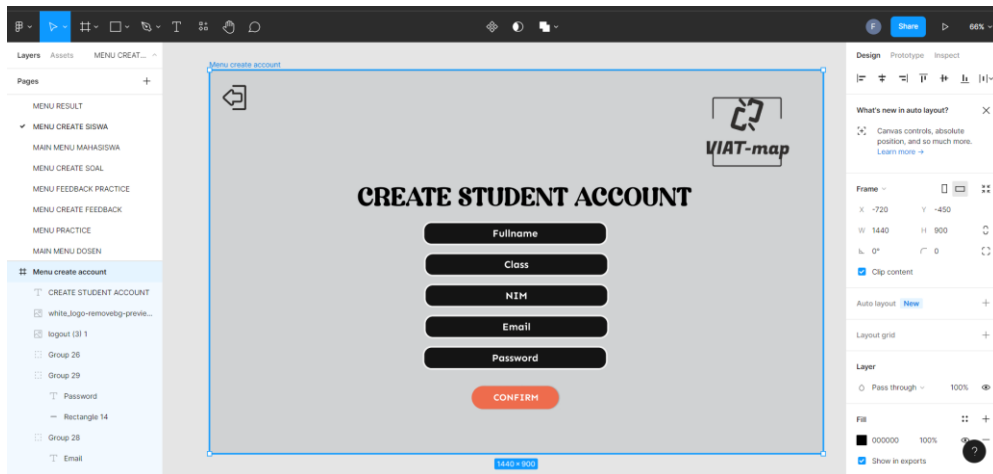 F
Share
66%
Layers
Assets
MENU CREAT...
Pages
MENU RESULT
MENU CREATE SISWA
MAIN MENU MAHASISWA
MENU CREATE SOAL
MENU FEEDBACK PRACTICE
MENU CREATE FEEDBACK
MENU PRACTICE
MAIN MENU DOSEN
Menu create account
CREATE STUDENT ACCOUNT
white_logo-removebg-previe...
logout (3) 1
Group 26
Group 29
Password
Rectangle 14
Group 28
Email
Menu create account
VIAT-map
CREATE STUDENT ACCOUNT
Fullname
Class
NIM
Email
Password
CONFIRM
1440 × 900
Design
Prototype
Inspect
What's new in auto layout?
Canvas controls, absolute
position, and so much more.
Learn more →
Frame
X -720
Y -450
W 1440
H 900
0°
0
Clip content
Auto layout New
Layout grid
Layer
Pass through
100%
Fill
000000
100%
Show in exports
?